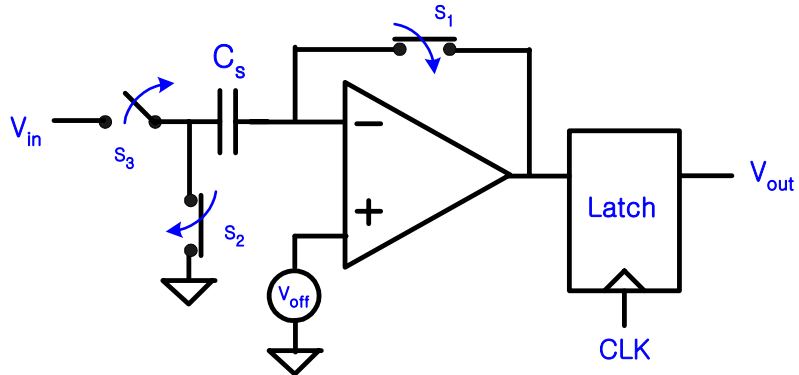 S1
Cs
Vin
S3
S2
−
+
Voff
Latch
Vout
CLK